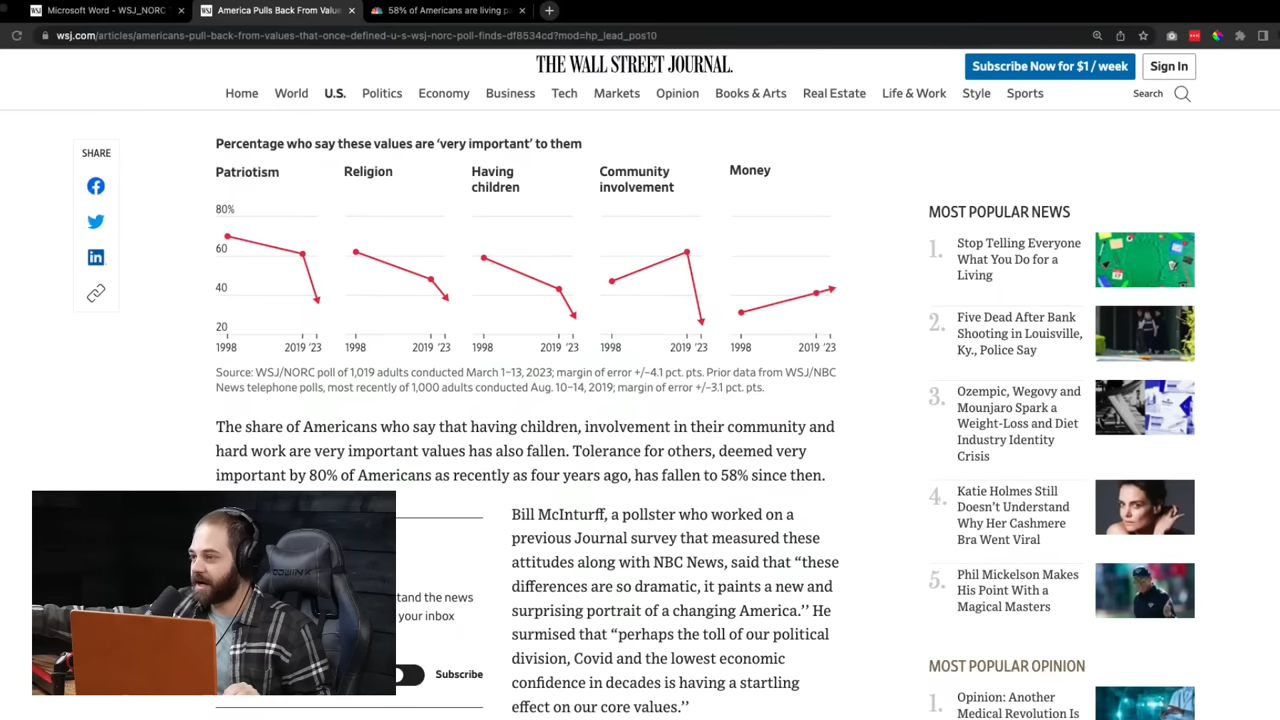 Microsoft Word - WSJ_NORC
America Pulls Back From Value
58% of Americans are living p
wsj.com/articles/americans-pull-back-from-values-that-once-defined-u-s-wsj-norc-poll-finds-df8534cd?mod=hp_lead_pos10
THE WALL STREET JOURNAL.
Subscribe Now for $1 / week
Sign In
Home World U.S. Politics Economy Business Tech Markets Opinion Books & Arts Real Estate Life & Work Style Sports
Search
SHARE
Percentage who say these values are ‘very important’ to them
Patriotism
Religion
Having
children
Community
involvement
Money
80%
60
40
20
1998 2019 ’23
1998 2019 ’23
1998 2019 ’23
1998 2019 ’23
1998 2019 ’23
Source: WSJ/NORC poll of 1,019 adults conducted March 1–13, 2023; margin of error +/–4.1 pct. pts. Prior data from WSJ/NBC
News telephone polls, most recently of 1,000 adults conducted Aug. 10–14, 2019; margin of error +/–3.1 pct. pts.
The share of Americans who say that having children, involvement in their community and
hard work are very important values has also fallen. Tolerance for others, deemed very
important by 80% of Americans as recently as four years ago, has fallen to 58% since then.
tand the news
your inbox
Subscribe
Bill McInturff, a pollster who worked on a
previous Journal survey that measured these
attitudes along with NBC News, said that “these
differences are so dramatic, it paints a new and
surprising portrait of a changing America.’’ He
surmised that “perhaps the toll of our political
division, Covid and the lowest economic
confidence in decades is having a startling
effect on our core values.’’
MOST POPULAR NEWS
1.
Stop Telling Everyone
What You Do for a
Living
2.
Five Dead After Bank
Shooting in Louisville,
Ky., Police Say
3.
Ozempic, Wegovy and
Mounjaro Spark a
Weight-Loss and Diet
Industry Identity
Crisis
4.
Katie Holmes Still
Doesn’t Understand
Why Her Cashmere
Bra Went Viral
5.
Phil Mickelson Makes
His Point With a
Magical Masters
MOST POPULAR OPINION
1.
Opinion: Another
Medical Revolution Is